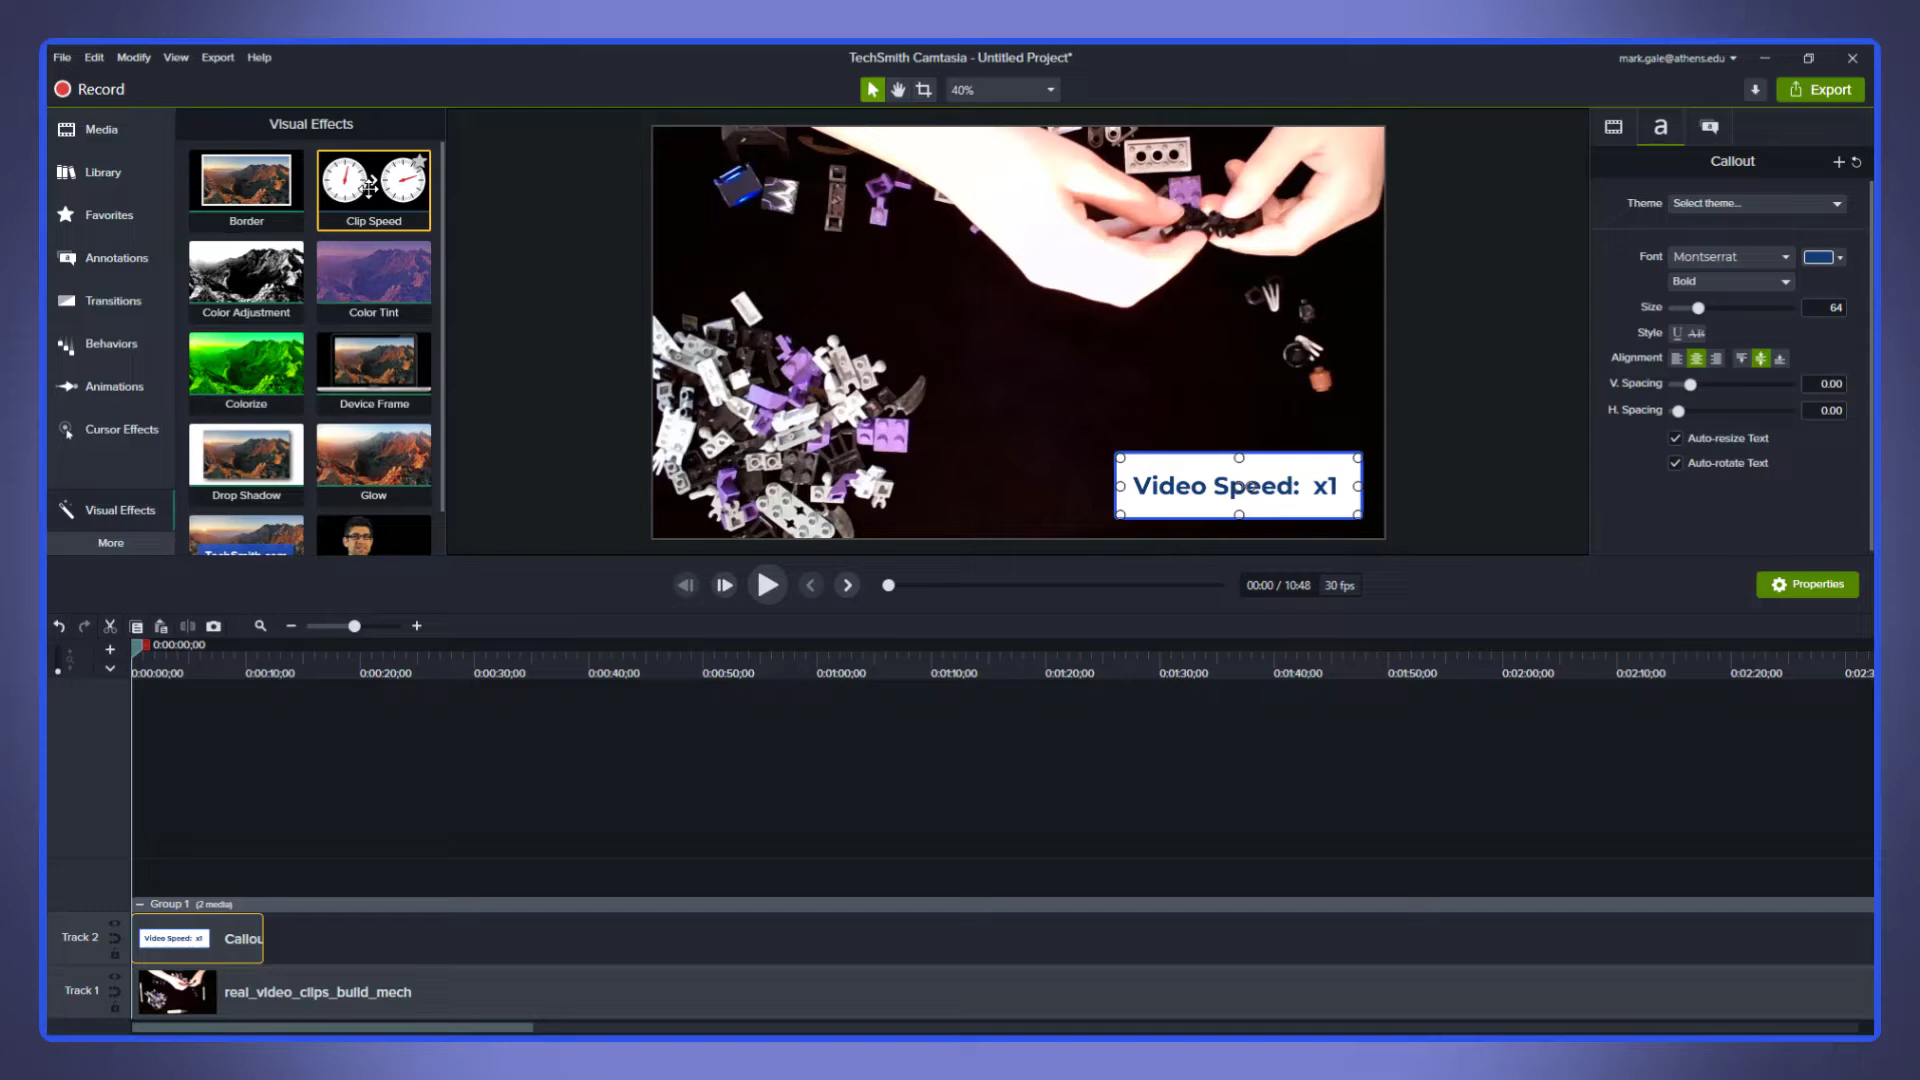 File Edit Modify View Export Help
TechSmith Camtasia - Untitled Project*
mark.gale@athens.edu
Record
40%
Export
Media
Library
Favorites
Annotations
Transitions
Behaviors
Animations
Cursor Effects
Visual Effects
More
Visual Effects
Border
Clip Speed
Color Adjustment
Color Tint
Colorize
Device Frame
Drop Shadow
Glow
TechSmith.com
Video Speed: x1
a
Callout
Theme Select theme...
Font Montserrat
Bold
Size 64
Style U AB
Alignment
V. Spacing 0.00
H. Spacing 0.00
Auto-resize Text
Auto-rotate Text
00:00 / 10:48 30 fps
Properties
0:00:00;00
0:00:00;00 0:00:10;00 0:00:20;00 0:00:30;00 0:00:40;00 0:00:50;00 0:01:00;00 0:01:10;00 0:01:20;00 0:01:30;00 0:01:40;00 0:01:50;00 0:02:00;00 0:02:10;00 0:02:20;00 0:02:3
Group 1 (2 media)
Track 2 Video Speed: x1 Callou
Track 1 real_video_clips_build_mech